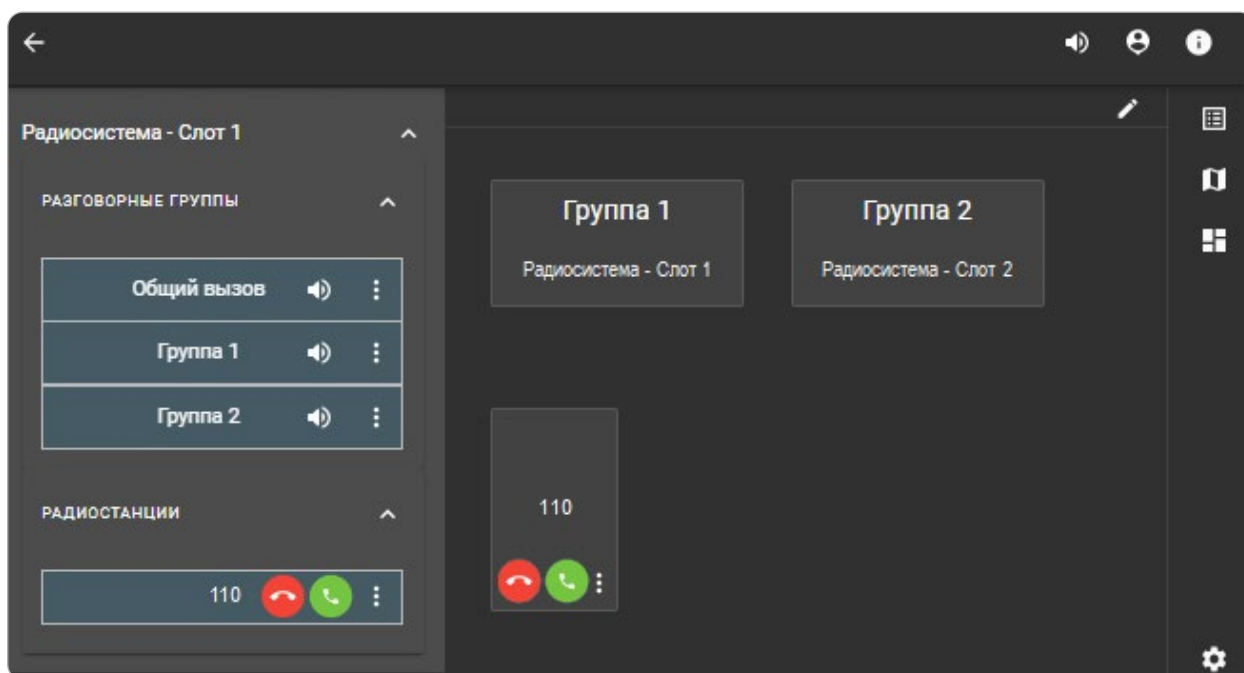 Радиосистема - Слот 1
РАЗГОВОРНЫЕ ГРУППЫ
Общий вызов
Группа 1
Группа 2
РАДИОСТАНЦИИ
110
Группа 1
Радиосистема - Слот 1
Группа 2
Радиосистема - Слот 2
110